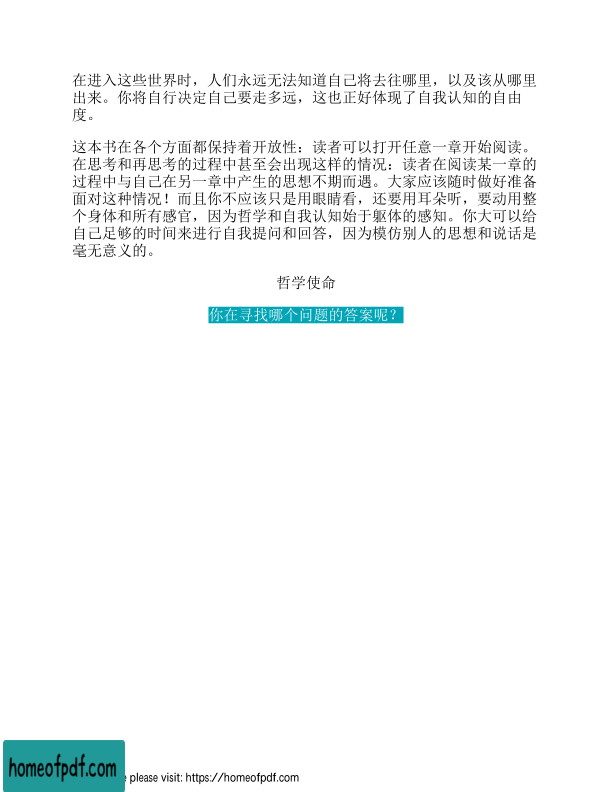 在进入这些世界时，人们永远无法知道自己将去往哪里，以及该从哪里
出来。你将自行决定自己要走多远，这也正好体现了自我认知的自由
度。
这本书在各个方面都保持着开放性：读者可以打开任意一章开始阅读。
在思考和再思考的过程中甚至会出现这样的情况：读者在阅读某一章的
过程中与自己在另一章中产生的思想不期而遇。大家应该随时做好准备
面对这种情况！而且你不应该只是用眼睛看，还要用耳朵听，要动用整
个身体和所有感官，因为哲学和自我认知始于躯体的感知。你大可以给
自己足够的时间来进行自我提问和回答，因为模仿别人的思想和说话是
毫无意义的。
哲学使命
你在寻找哪个问题的答案呢？
homeofpdf.com
e please visit: https://homeofpdf.com